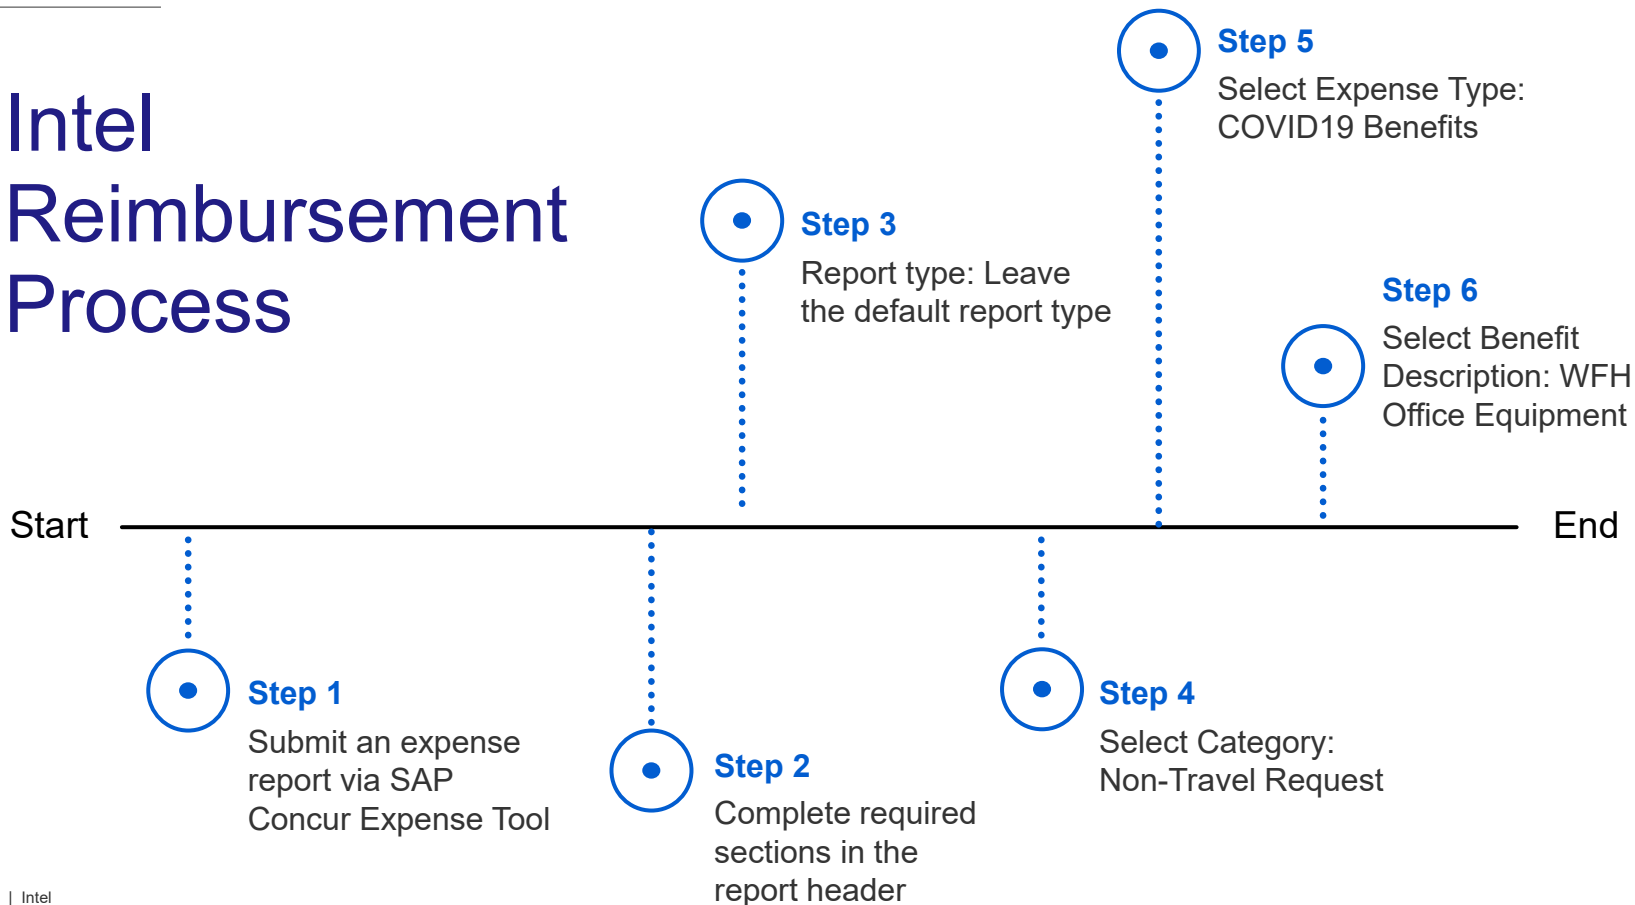 Intel
Reimbursement
Process
Start
End
Step 1
Submit an expense
report via SAP
Concur Expense Tool
Step 2
Complete required
sections in the
report header
Step 3
Report type: Leave
the default report type
Step 4
Select Category:
Non-Travel Request
Step 5
Select Expense Type:
COVID19 Benefits
Step 6
Select Benefit
Description: WFH
Office Equipment
| Intel